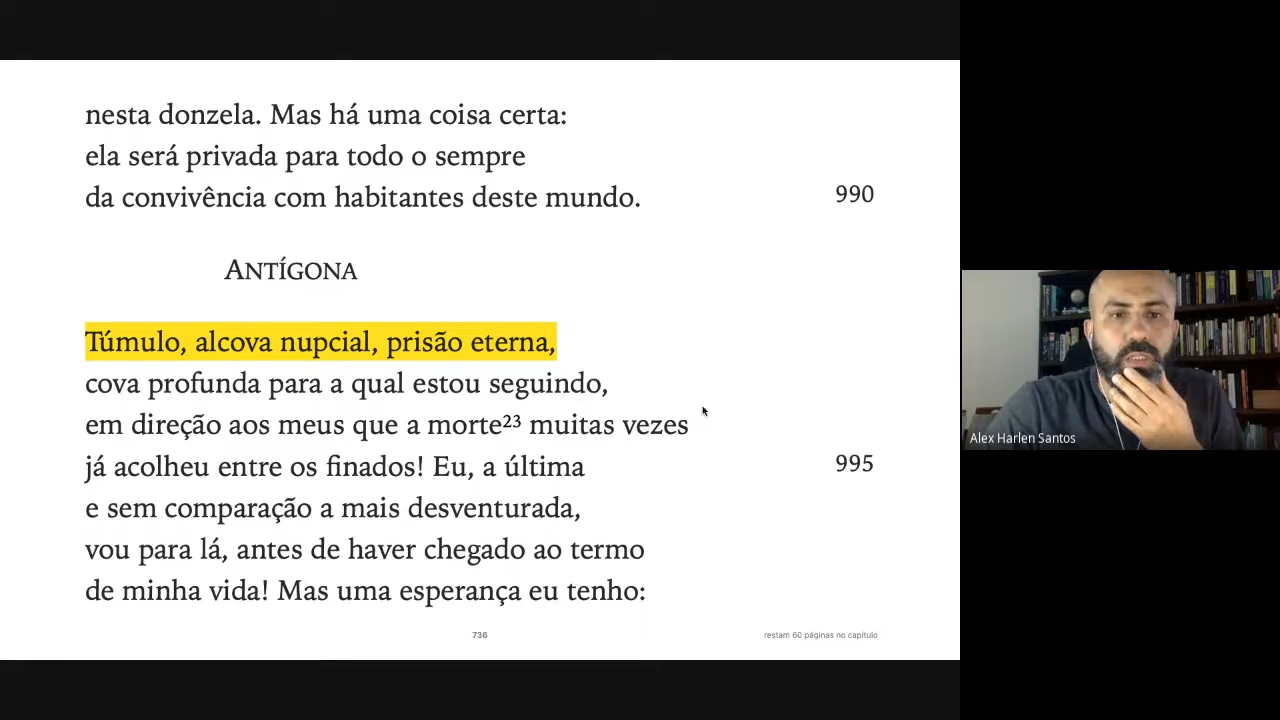 nesta donzela. Mas há uma coisa certa:
ela será privada para todo o sempre
da convivência com habitantes deste mundo. 990
ANTÍGONA
Túmulo, alcova nupcial, prisão eterna,
cova profunda para a qual estou seguindo,
em direção aos meus que a morte²³ muitas vezes
já acolheu entre os finados! Eu, a última 995
e sem comparação a mais desventurada,
vou para lá, antes de haver chegado ao termo
de minha vida! Mas uma esperança eu tenho:
736 restam 60 páginas no capítulo
Alex Harlen Santos